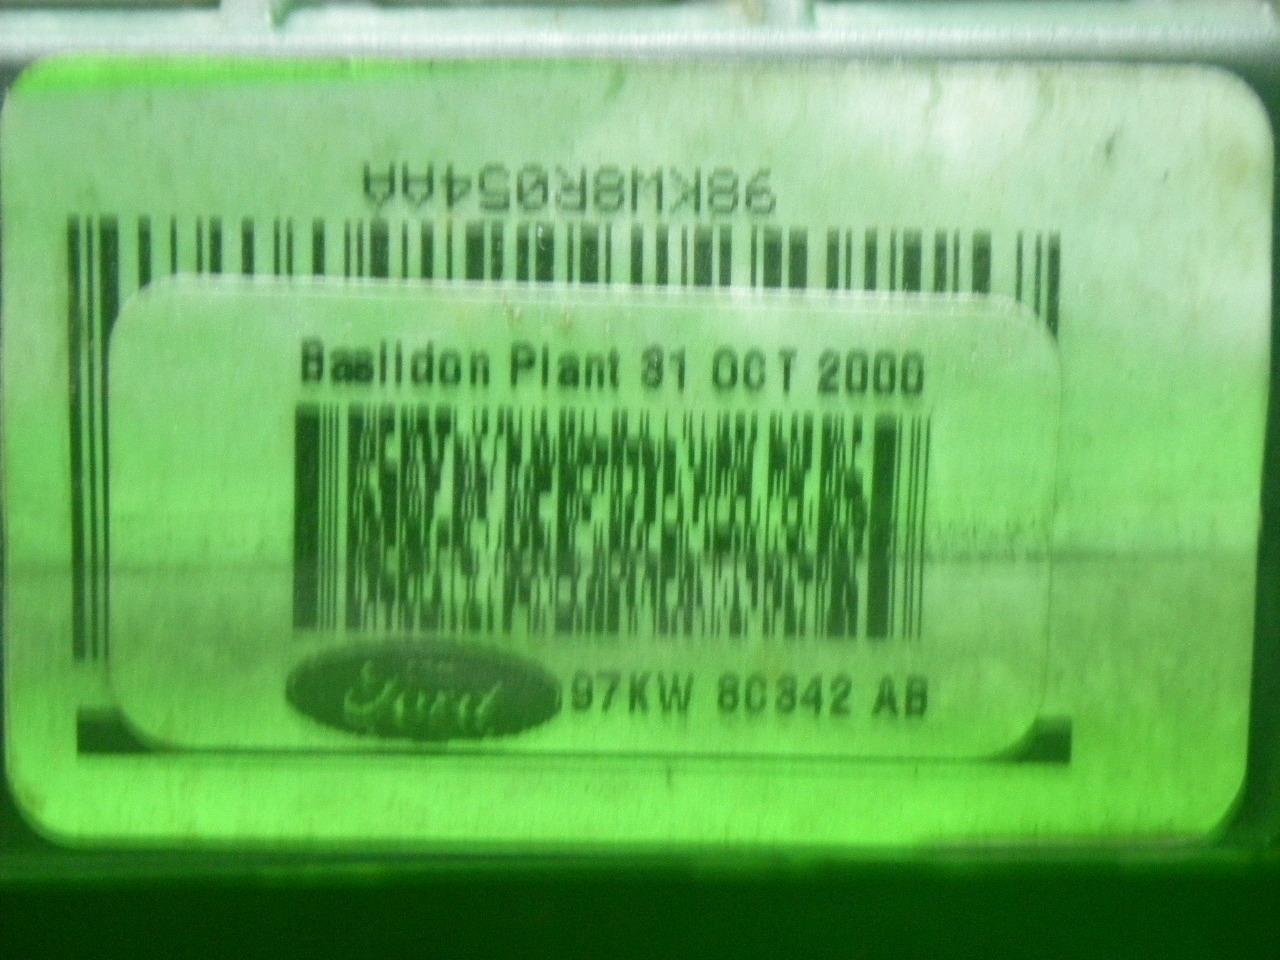 98KW8R054AA
Basildon Plant 31 OCT 2000
Ford 97KW 8C342 AB